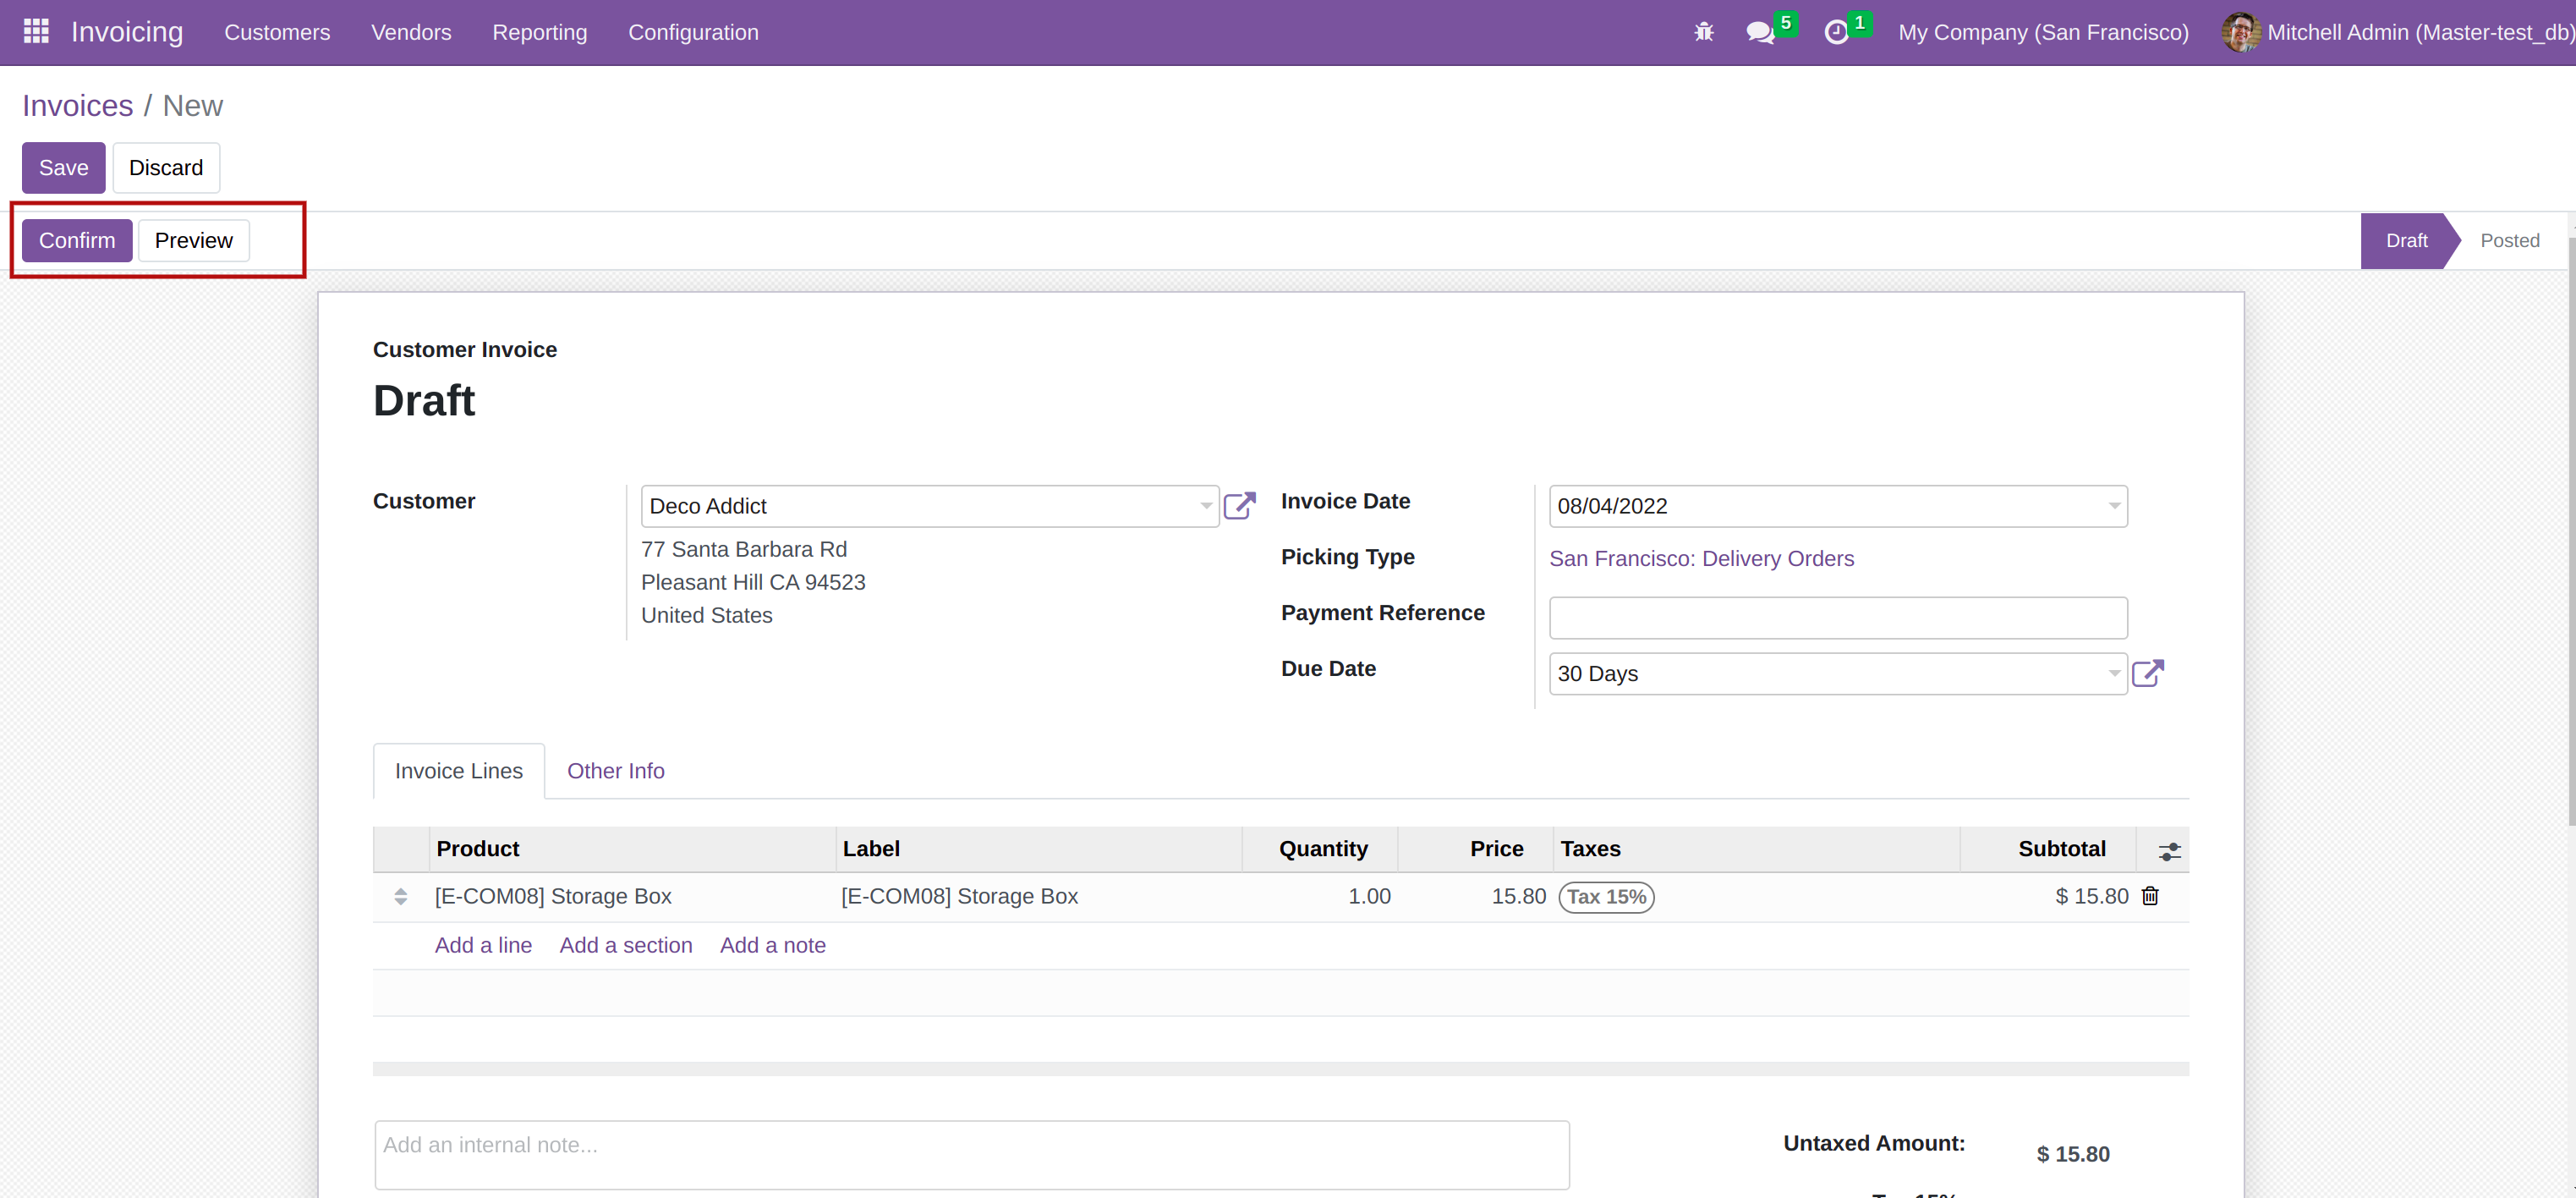 Invoicing Customers Vendors Reporting Configuration 5 1 My Company (San Francisco) Mitchell Admin (Master-test_db)
Invoices / New
Save Discard
Confirm Preview Draft Posted
Customer Invoice
Draft
Customer Deco Addict
77 Santa Barbara Rd
Pleasant Hill CA 94523
United States
Invoice Date 08/04/2022
Picking Type San Francisco: Delivery Orders
Payment Reference
Due Date 30 Days
Invoice Lines Other Info
Product Label Quantity Price Taxes Subtotal
[E-COM08] Storage Box [E-COM08] Storage Box 1.00 15.80 Tax 15% $ 15.80
Add a line Add a section Add a note
Add an internal note...
Untaxed Amount: $ 15.80
Tax 15%